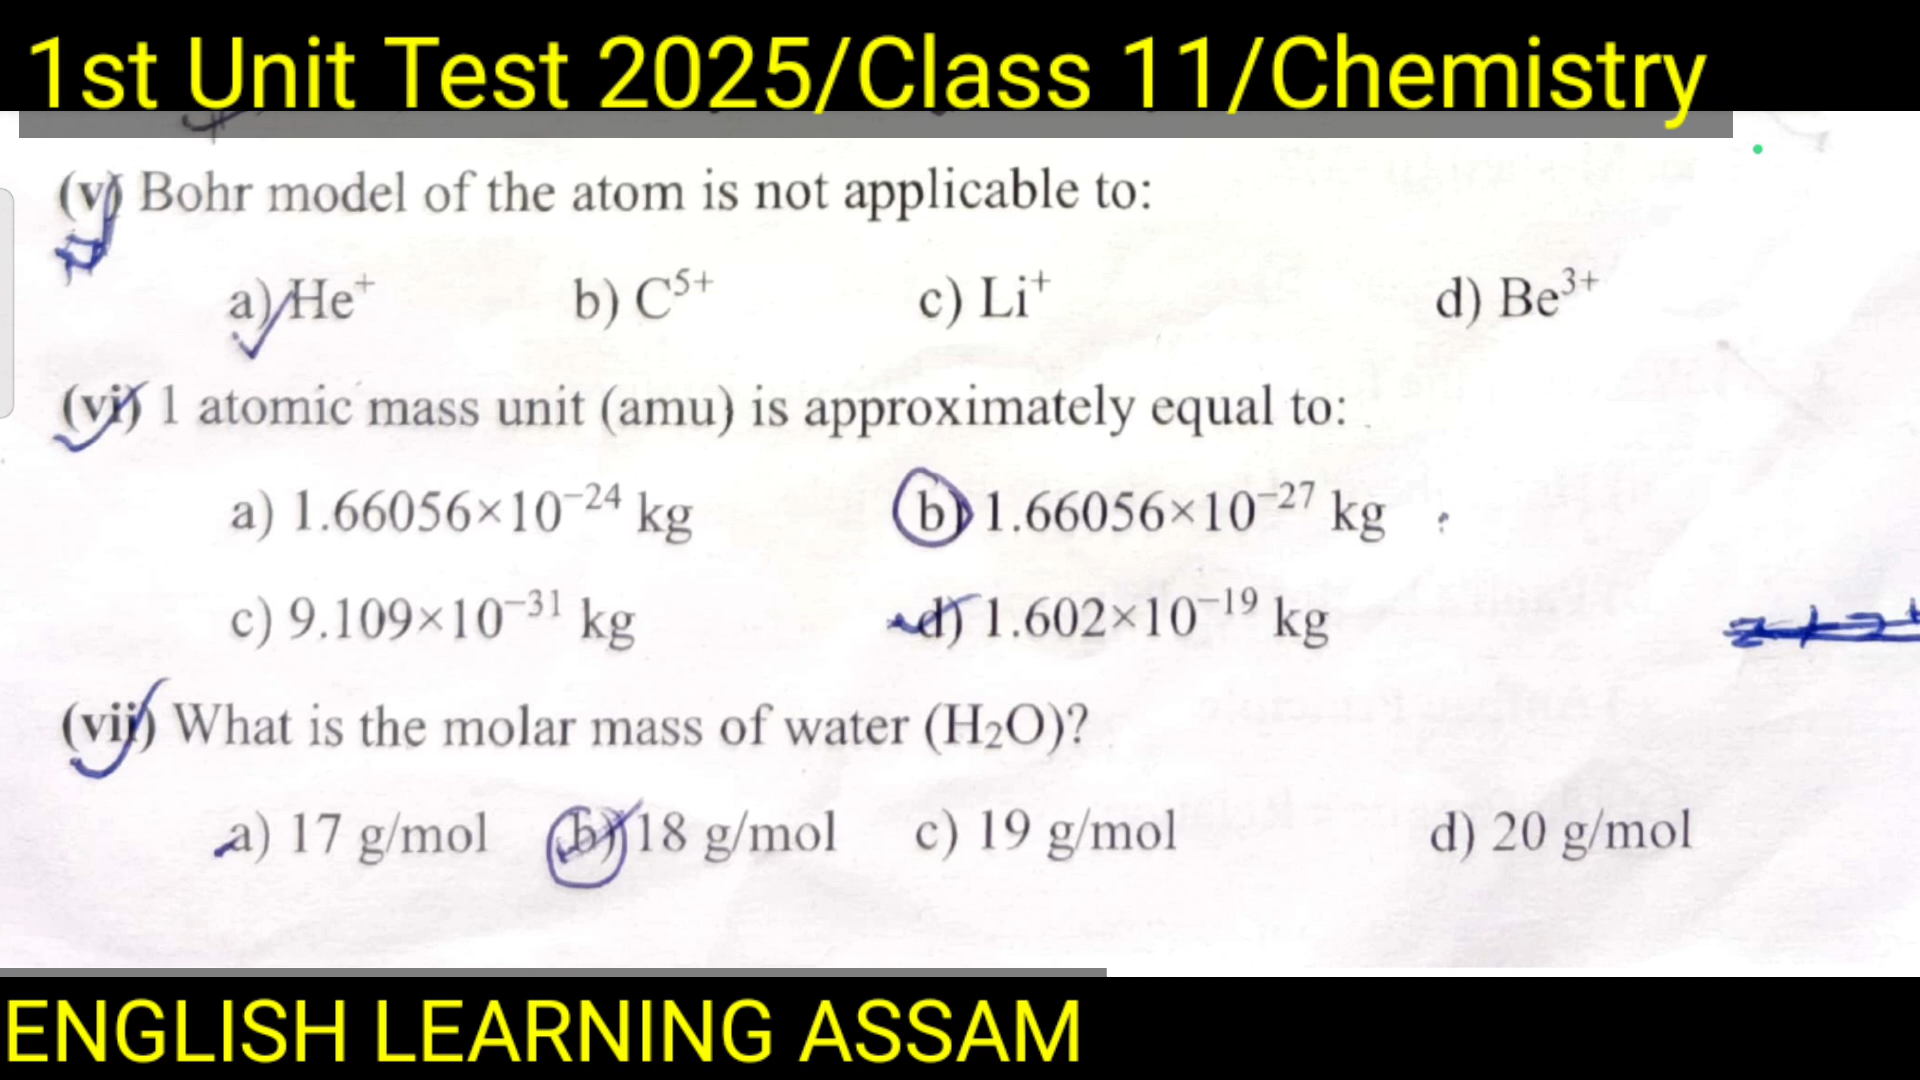 1st Unit Test 2025/Class 11/Chemistry
(v) Bohr model of the atom is not applicable to:
a) He⁺ b) C⁵⁺ c) Li⁺ d) Be³⁺
(vi) 1 atomic mass unit (amu) is approximately equal to:
a) 1.66056×10⁻²⁴ kg b) 1.66056×10⁻²⁷ kg
c) 9.109×10⁻³¹ kg d) 1.602×10⁻¹⁹ kg
(vii) What is the molar mass of water (H₂O)?
a) 17 g/mol b) 18 g/mol c) 19 g/mol d) 20 g/mol
ENGLISH LEARNING ASSAM